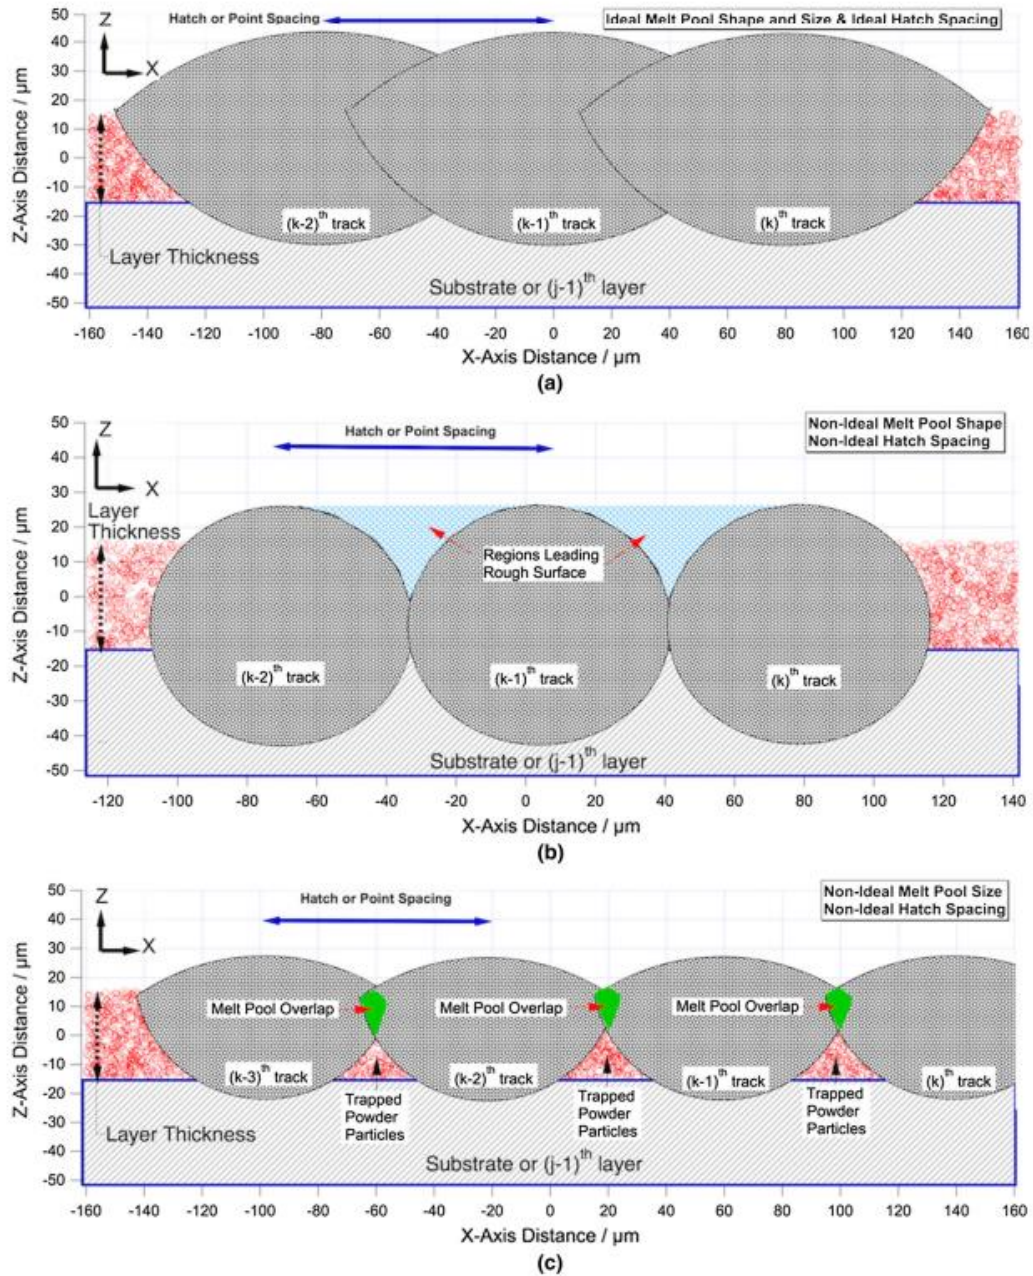 Hatch or Point Spacing
Ideal Melt Pool Shape and Size & Ideal Hatch Spacing
Z
X
50
40
30
20
10
0
-10
-20
-30
-40
-50
Z-Axis Distance / µm
(k-2)th track
(k-1)th track
(k)th track
Layer Thickness
Substrate or (j-1)th layer
-160 -140 -120 -100 -80 -60 -40 -20 0 20 40 60 80 100 120 140 160
X-Axis Distance / µm
(a)
Hatch or Point Spacing
Non-Ideal Melt Pool Shape
Non-Ideal Hatch Spacing
Z
X
50
40
30
20
10
0
-10
-20
-30
-40
-50
Z-Axis Distance / µm
Layer
Thickness
Regions Leading
Rough Surface
(k-2)th track
(k-1)th track
(k)th track
Substrate or (j-1)th layer
-120 -100 -80 -60 -40 -20 0 20 40 60 80 100 120 140
X-Axis Distance / µm
(b)
Hatch or Point Spacing
Non-Ideal Melt Pool Size
Non-Ideal Hatch Spacing
Z
X
50
40
30
20
10
0
-10
-20
-30
-40
-50
Z-Axis Distance / µm
Melt Pool Overlap
Melt Pool Overlap
Melt Pool Overlap
(k-3)th track
(k-2)th track
(k-1)th track
(k)th track
Trapped
Powder
Particles
Trapped
Powder
Particles
Trapped
Powder
Particles
Layer Thickness
Substrate or (j-1)th layer
-160 -140 -120 -100 -80 -60 -40 -20 0 20 40 60 80 100 120 140 160
X-Axis Distance / µm
(c)